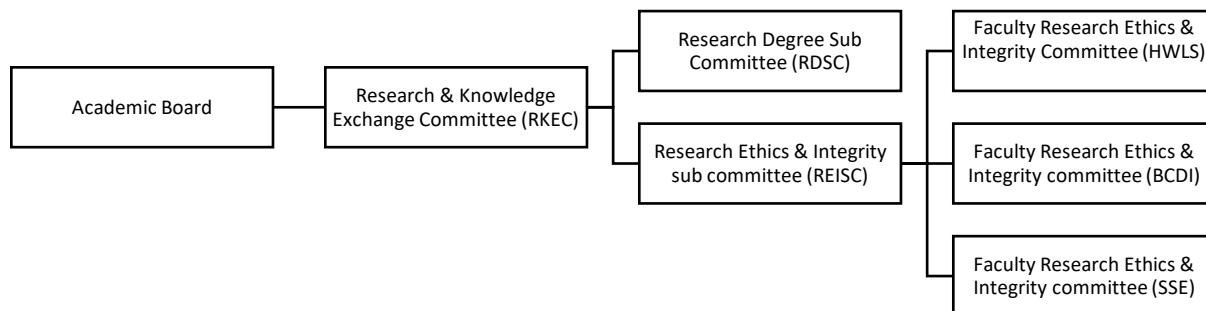 Academic Board
Research & Knowledge
Exchange Committee (RKEC)
Research Degree Sub
Committee (RDSC)
Research Ethics & Integrity
sub committee (REISC)
Faculty Research Ethics &
Integrity Committee (HWLS)
Faculty Research Ethics &
Integrity committee (BCDI)
Faculty Research Ethics &
Integrity committee (SSE)